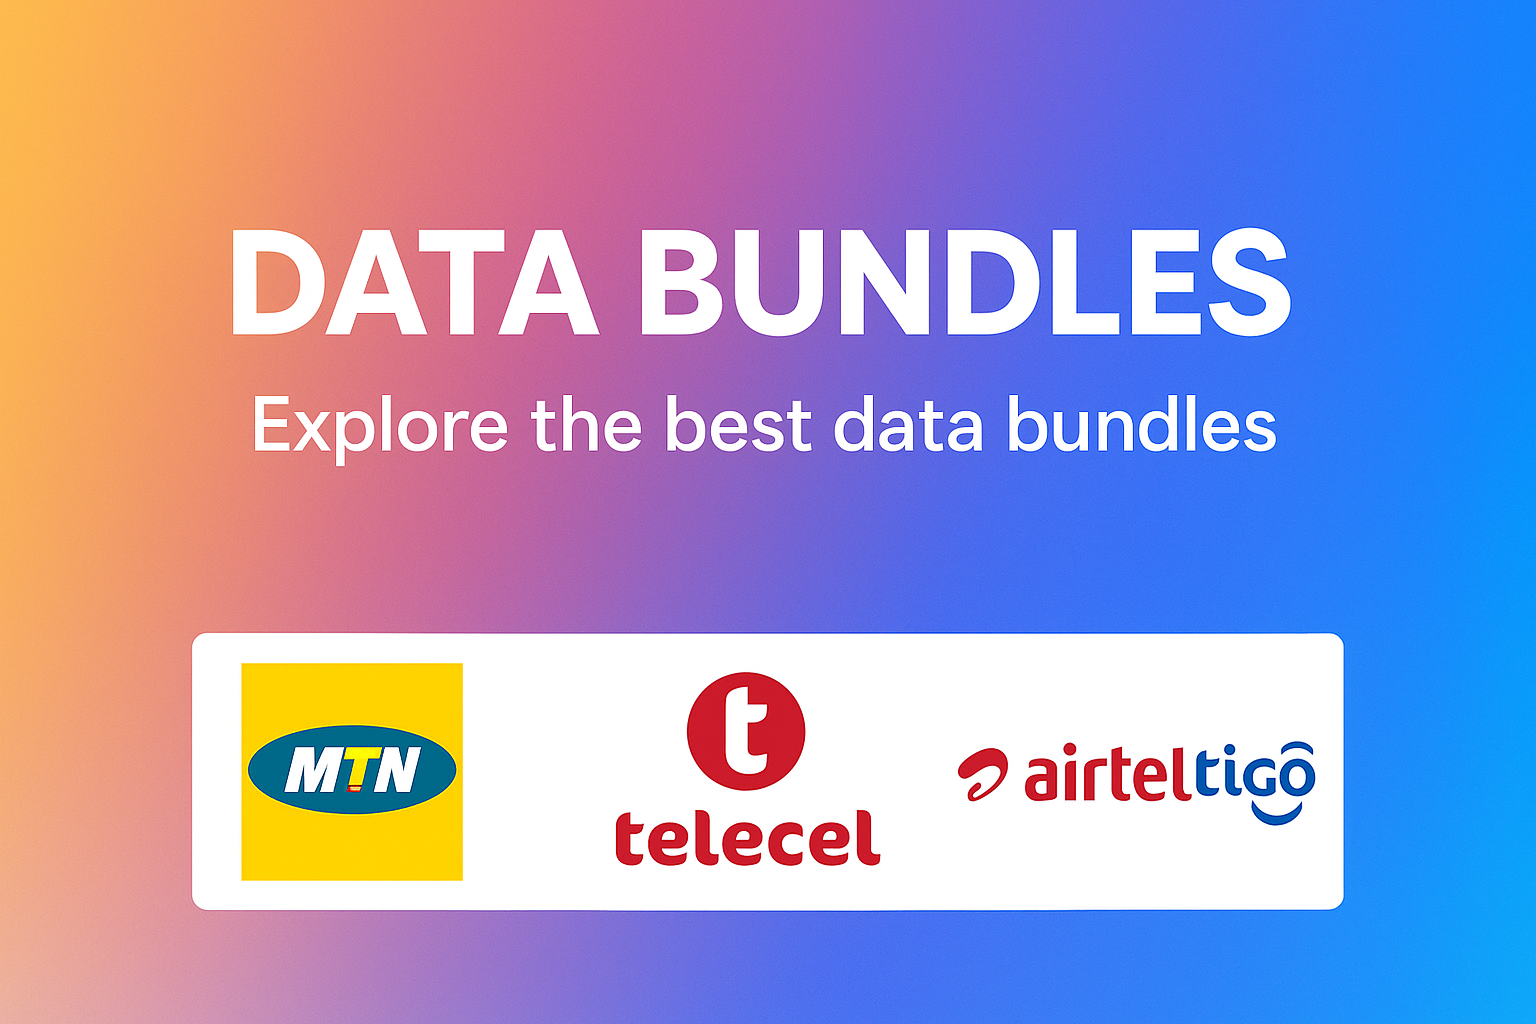 DATA BUNDLES
Explore the best data bundles
MTN
t
telecel
airteltigo